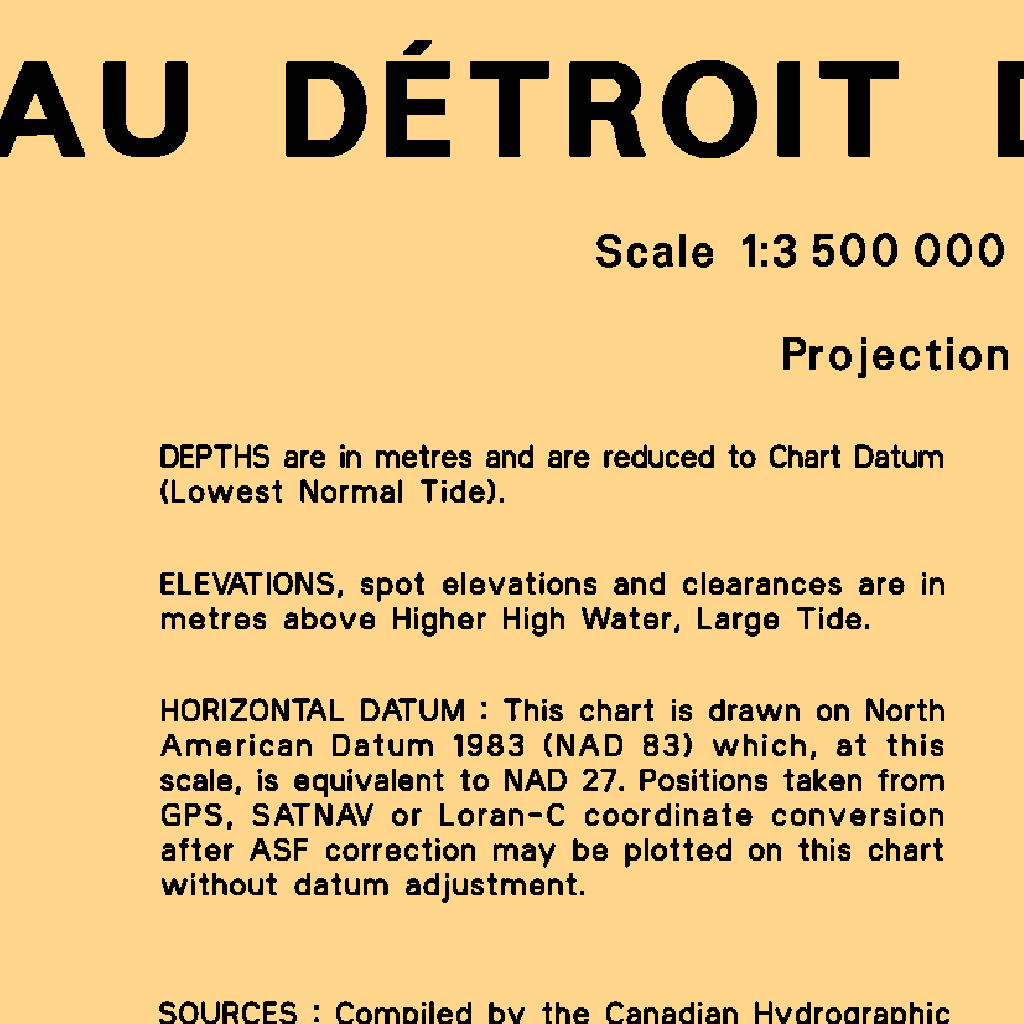 AU DÉTROIT
Scale 1:3 500 000
Projection
DEPTHS are in metres and are reduced to Chart Datum
(Lowest Normal Tide).
ELEVATIONS, spot elevations and clearances are in
metres above Higher High Water, Large Tide.
HORIZONTAL DATUM : This chart is drawn on North
American Datum 1983 (NAD 83) which, at this
scale, is equivalent to NAD 27. Positions taken from
GPS, SATNAV or Loran-C coordinate conversion
after ASF correction may be plotted on this chart
without datum adjustment.
SOURCES : Compiled by the Canadian Hydrographic